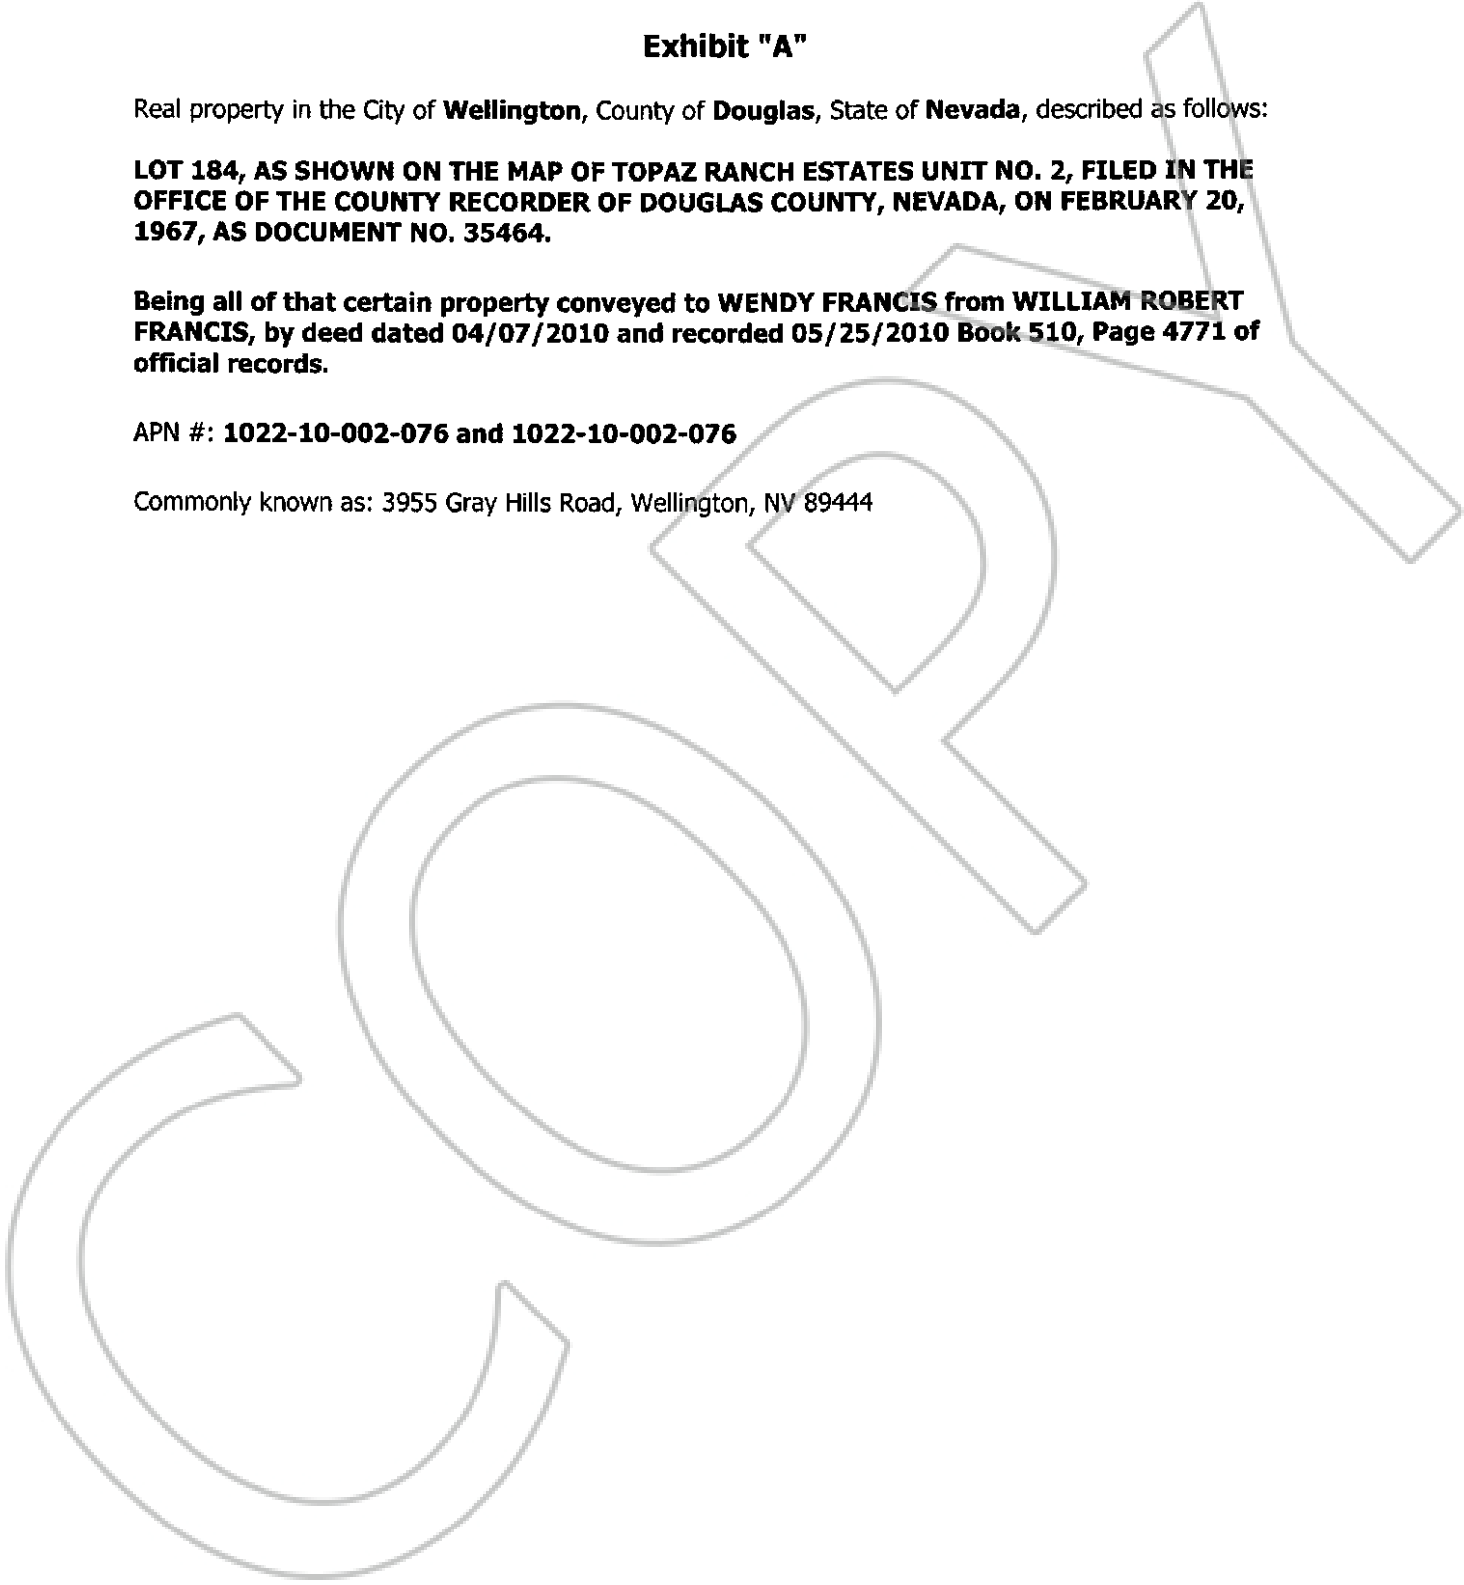 Exhibit "A"
Real property in the City of Wellington, County of Douglas, State of Nevada, described as follows:
LOT 184, AS SHOWN ON THE MAP OF TOPAZ RANCH ESTATES UNIT NO. 2, FILED IN THE
OFFICE OF THE COUNTY RECORDER OF DOUGLAS COUNTY, NEVADA, ON FEBRUARY 20,
1967, AS DOCUMENT NO. 35464.
Being all of that certain property conveyed to WENDY FRANCIS from WILLIAM ROBERT
FRANCIS, by deed dated 04/07/2010 and recorded 05/25/2010 Book 510, Page 4771 of
official records.
APN #: 1022-10-002-076 and 1022-10-002-076
Commonly known as: 3955 Gray Hills Road, Wellington, NV 89444
COPY